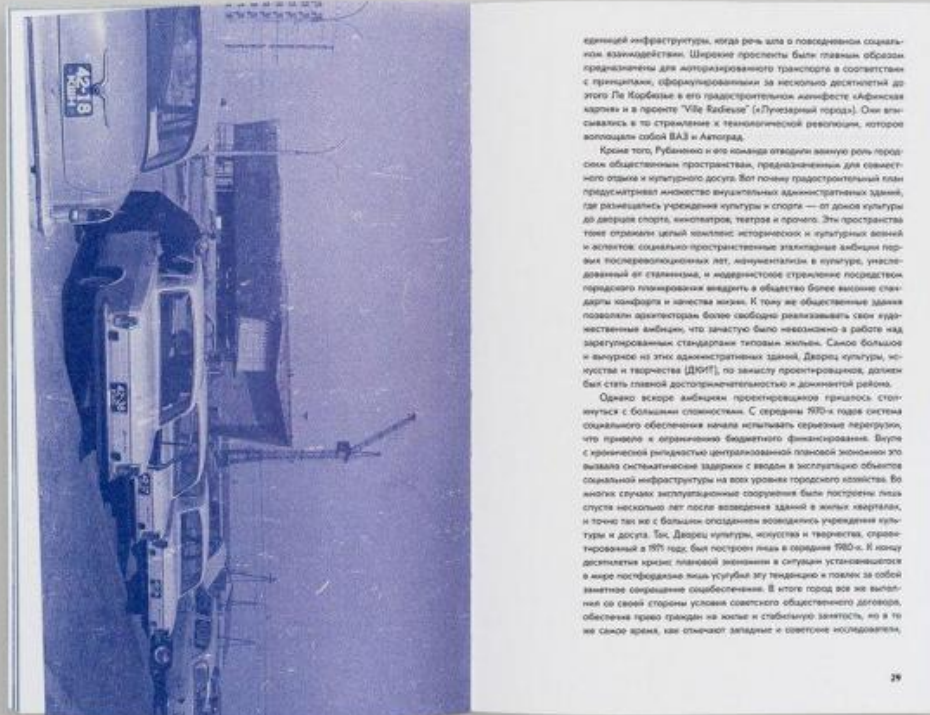 42-18
КШН
единицей инфраструктуры, когда речь шла о повседневном социаль-
ном взаимодействии. Широкие проспекты были главным образом
предназначены для моторизированного транспорта в соответствии
с принципами, сформулированными за несколько десятилетий до
этого Ле Корбюзье в его градостроительном манифесте «Афинская
хартия» и в проекте "Ville Radieuse" («Лучезарный город»). Они впи-
сывались в то стремление к технологической революции, которое
воплощали собой ВАЗ и Автоград.
Кроме того, Рубаненко и его команда отводили важную роль город-
ским общественным пространствам, предназначенным для совмест-
ного отдыха и культурного досуга. Вот почему градостроительный план
предусматривал множество внушительных административных зданий,
где размещались учреждения культуры и спорта — от домов культуры
до дворцов спорта, кинотеатров, театров и прочего. Эти пространства
тоже отражали целый комплекс исторических и культурных веяний
и аспектов: социально-пространственные эгалитарные амбиции пер-
вых послереволюционных лет, монументализм в культуре, унасле-
дованный от сталинизма, и модернистское стремление посредством
городского планирования внедрить в общество более высокие стан-
дарты комфорта и качества жизни. К тому же общественные здания
позволяли архитекторам более свободно реализовывать свои худо-
жественные амбиции, что зачастую было невозможно в работе над
зарегулированным стандартами типовым жильем. Самое большое
и вычурное из этих административных зданий, Дворец культуры, ис-
кусства и творчества (ДКИТ), по замыслу проектировщиков, должен
был стать главной достопримечательностью и доминантой района.
Однако вскоре амбициям проектировщиков пришлось стол-
кнуться с большими сложностями. С середины 1970-х годов система
социального обеспечения начала испытывать серьезные перегрузки,
что привело к ограничению бюджетного финансирования. Вкупе
с хронической ригидностью централизованной плановой экономики это
вызвало систематические задержки с вводом в эксплуатацию объектов
социальной инфраструктуры на всех уровнях городского хозяйства. Во
многих случаях эксплуатационные сооружения были построены лишь
спустя несколько лет после возведения зданий в жилых кварталах,
и точно так же с большим опозданием возводились учреждения куль-
туры и досуга. Так, Дворец культуры, искусства и творчества, спроек-
тированный в 1971 году, был построен лишь в середине 1980-х. К концу
десятилетия кризис плановой экономики в ситуации установившегося
в мире постфордизма лишь усугубил эту тенденцию и повлек за собой
заметное сокращение соцобеспечения. В итоге город все же выпол-
нил со своей стороны условия советского общественного договора,
обеспечив право граждан на жилье и стабильную занятость, но в то
же самое время, как отмечают западные и советские исследователи,
29